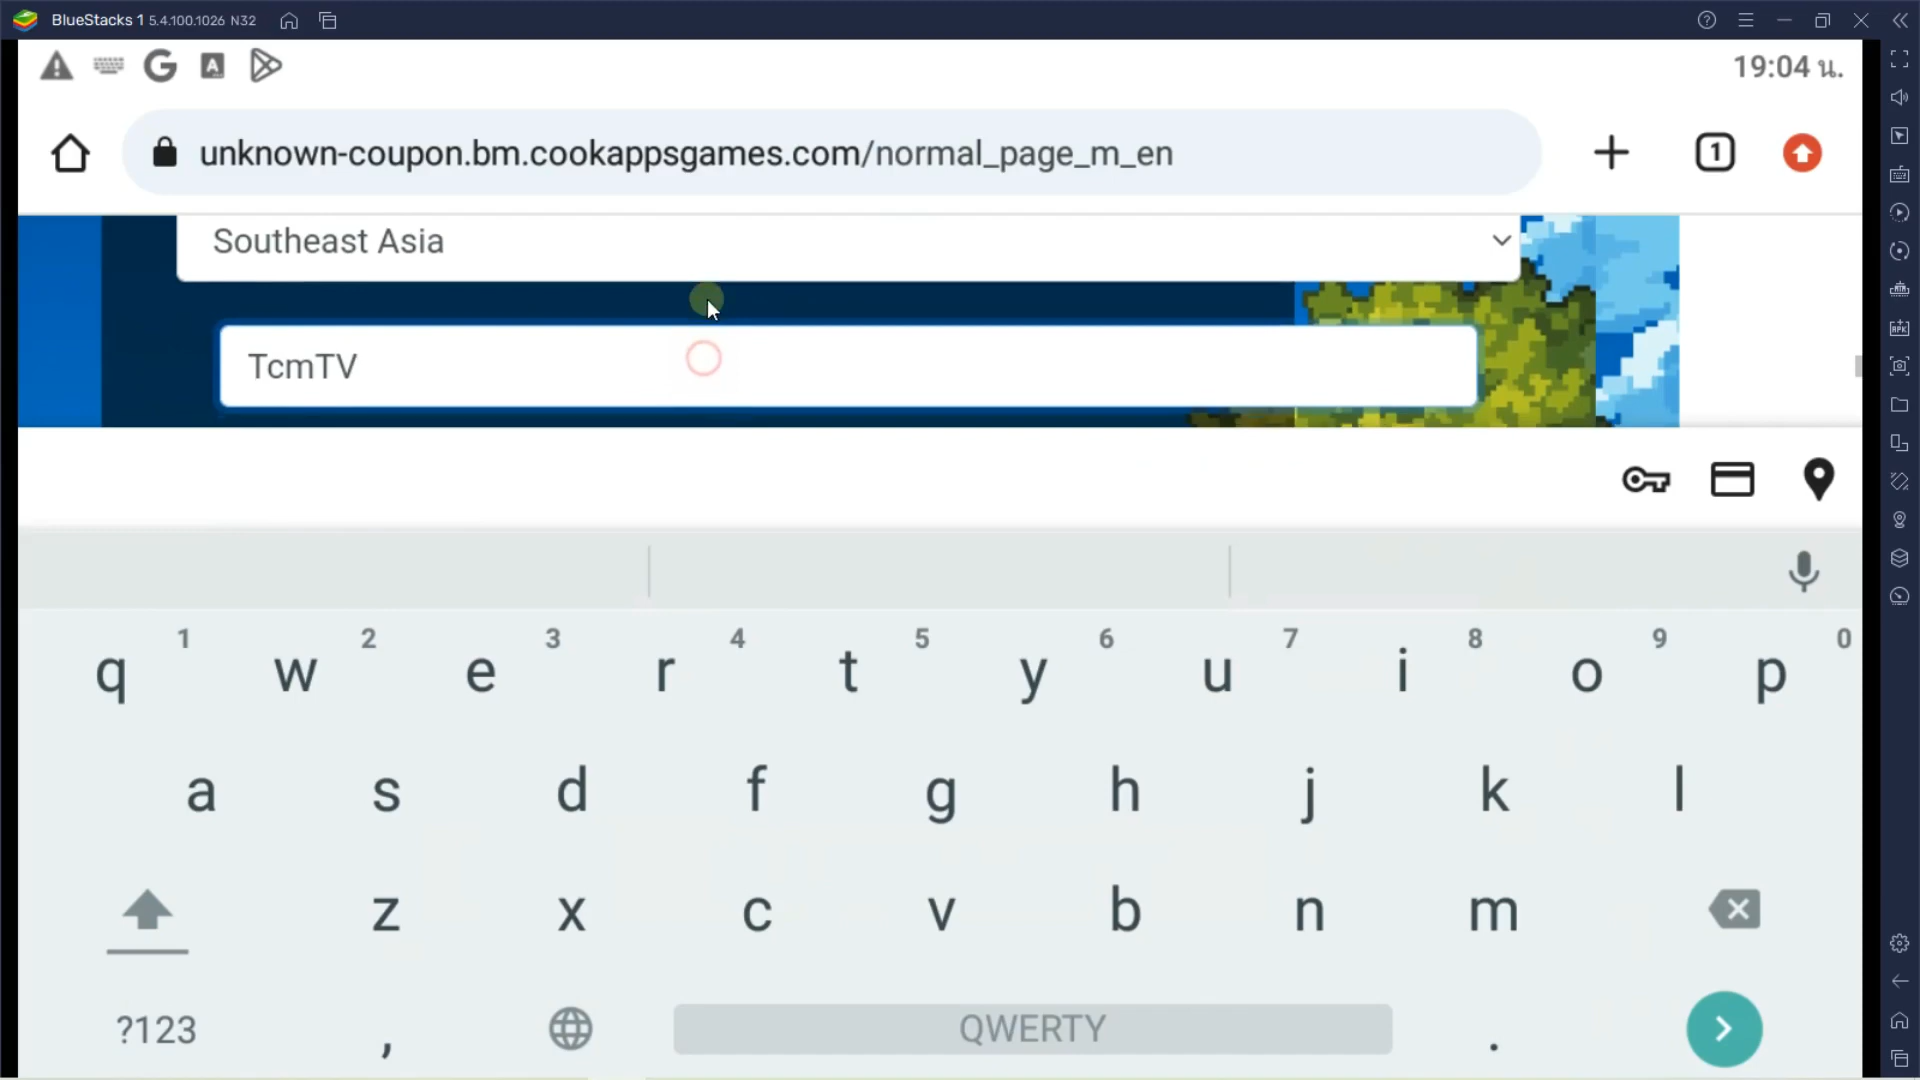 BlueStacks 1 5.4.100.1026 N32
19:04 น.
unknown-coupon.bm.cookappsgames.com/normal_page_m_en
1
Southeast Asia
TcmTV
1 2 3 4 5 6 7 8 9 0
q w e r t y u i o p
a s d f g h j k l
z x c v b n m
?123 , QWERTY .